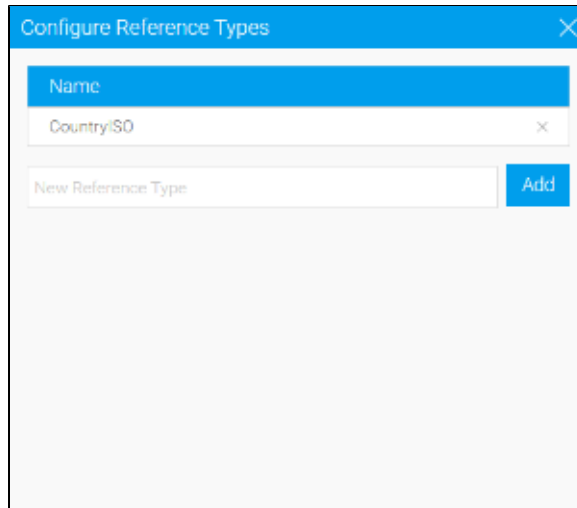 Configure Reference Types
Name
CountryISO
New Reference Type
Add